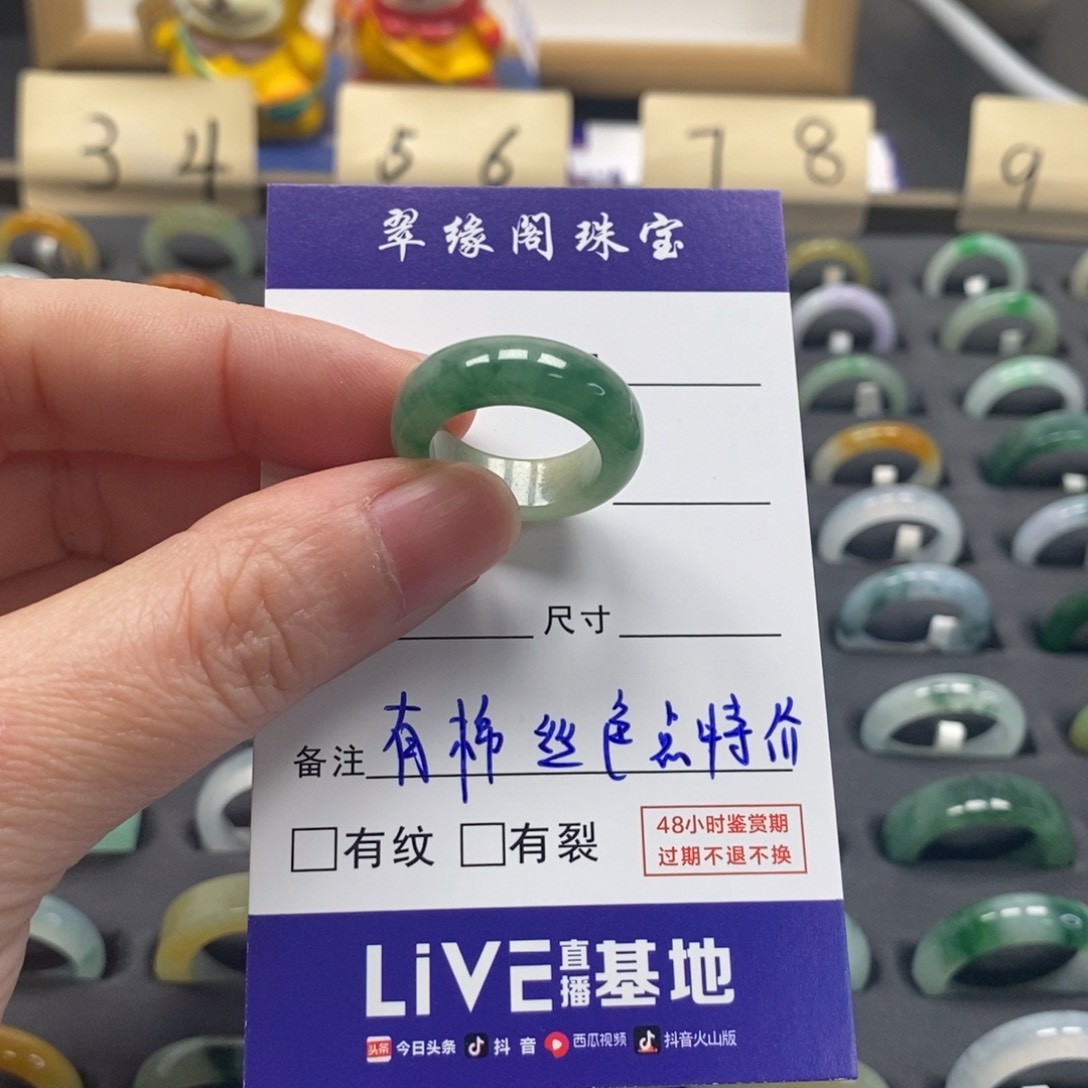 3 4
5 6
7 8
9
翠缘阁珠宝
尺寸
备注 有棉丝色点特价
有纹 有裂
48小时鉴赏期
过期不退不换
LiVE直播基地
头条 今日头条 抖音 西瓜视频 抖音火山版